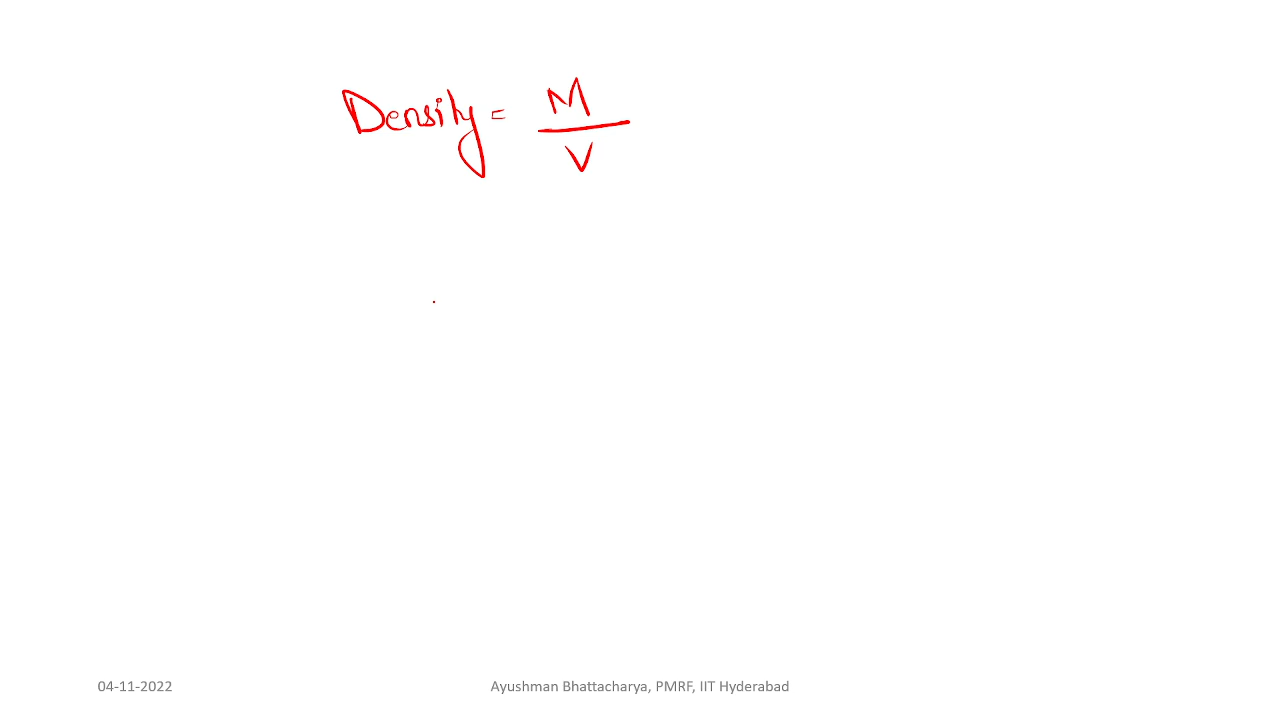 Density = M
V
04-11-2022 Ayushman Bhattacharya, PMRF, IIT Hyderabad